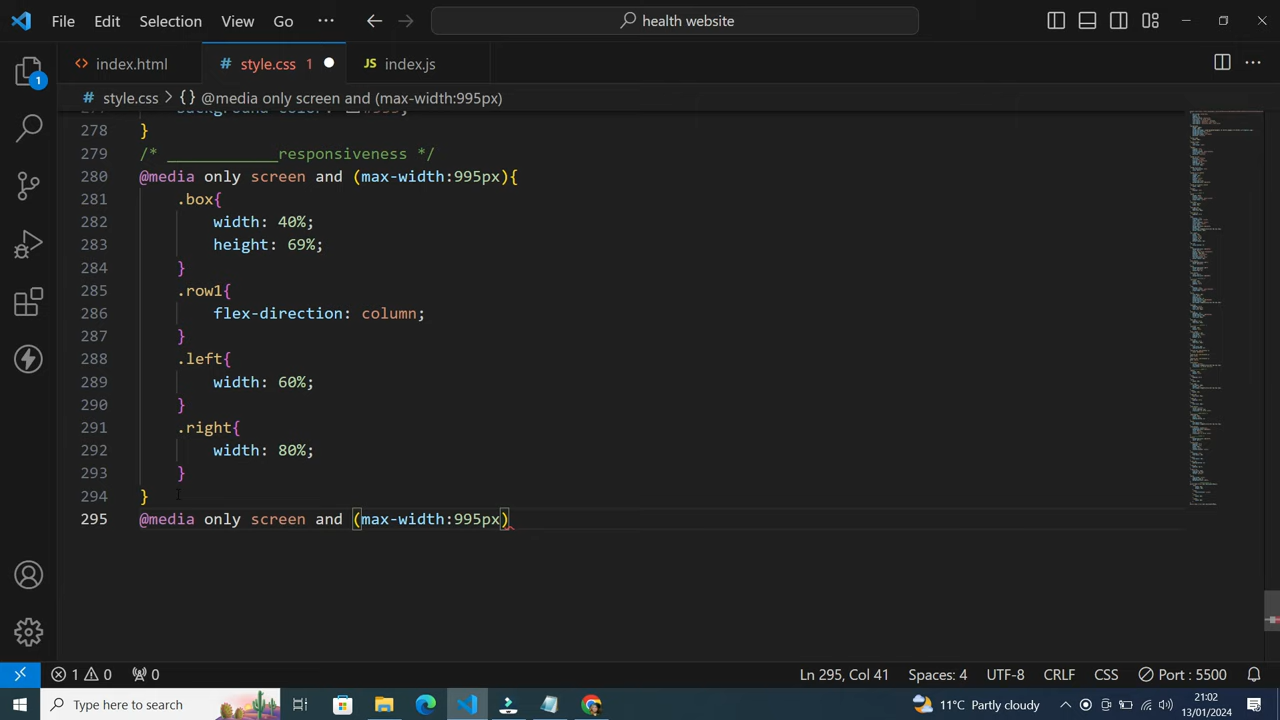 File Edit Selection View Go ··· health website
index.html style.css 1 JS index.js
style.css > {} @media only screen and (max-width:995px)
278 }
279 /* ____________responsiveness */
280 @media only screen and (max-width:995px){
281 .box{
282 width: 40%;
283 height: 69%;
284 }
285 .row1{
286 flex-direction: column;
287 }
288 .left{
289 width: 60%;
290 }
291 .right{
292 width: 80%;
293 }
294 }
295 @media only screen and (max-width:995px)
1
1 0 0 Ln 295, Col 41 Spaces: 4 UTF-8 CRLF CSS Port : 5500
Type here to search 11°C Partly cloudy 21:02
13/01/2024